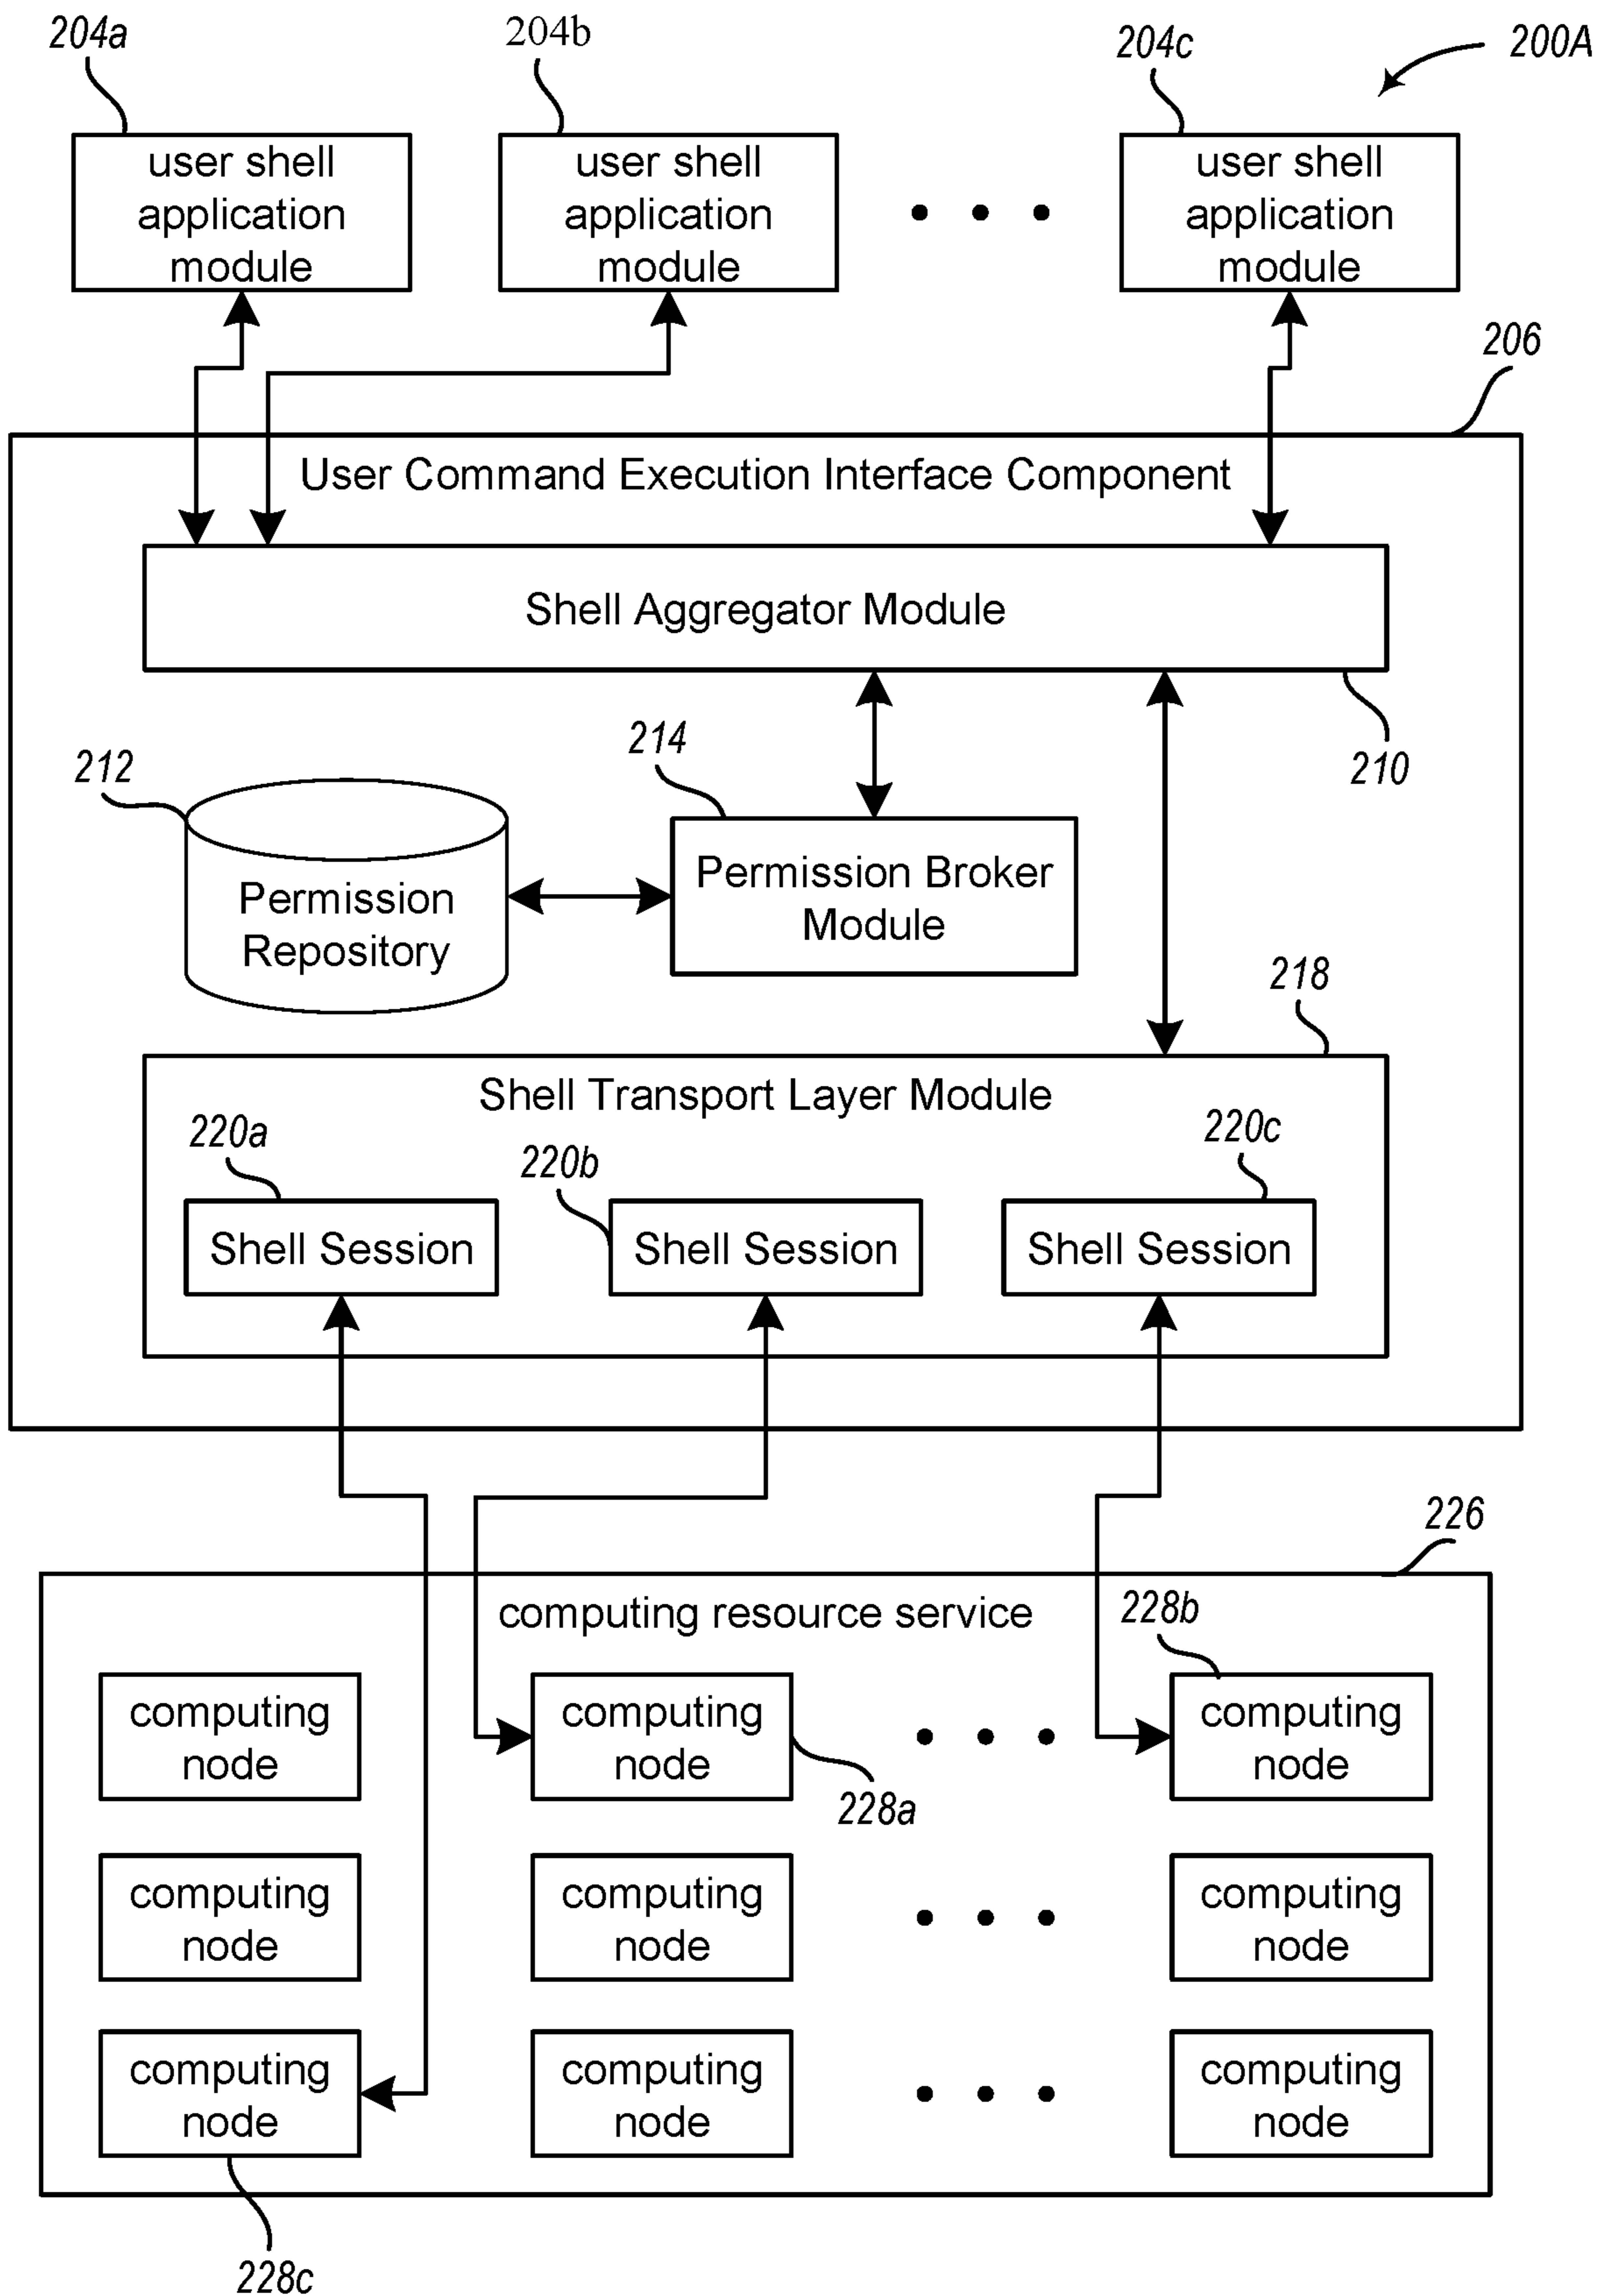 204a
204b
204c
200A
user shell
application
module
user shell
application
module
user shell
application
module
206
User Command Execution Interface Component
Shell Aggregator Module
210
212
214
Permission
Repository
Permission Broker
Module
218
Shell Transport Layer Module
220a
220b
220c
Shell Session
Shell Session
Shell Session
226
computing resource service
228b
computing
node
computing
node
computing
node
228a
computing
node
computing
node
computing
node
computing
node
computing
node
computing
node
228c